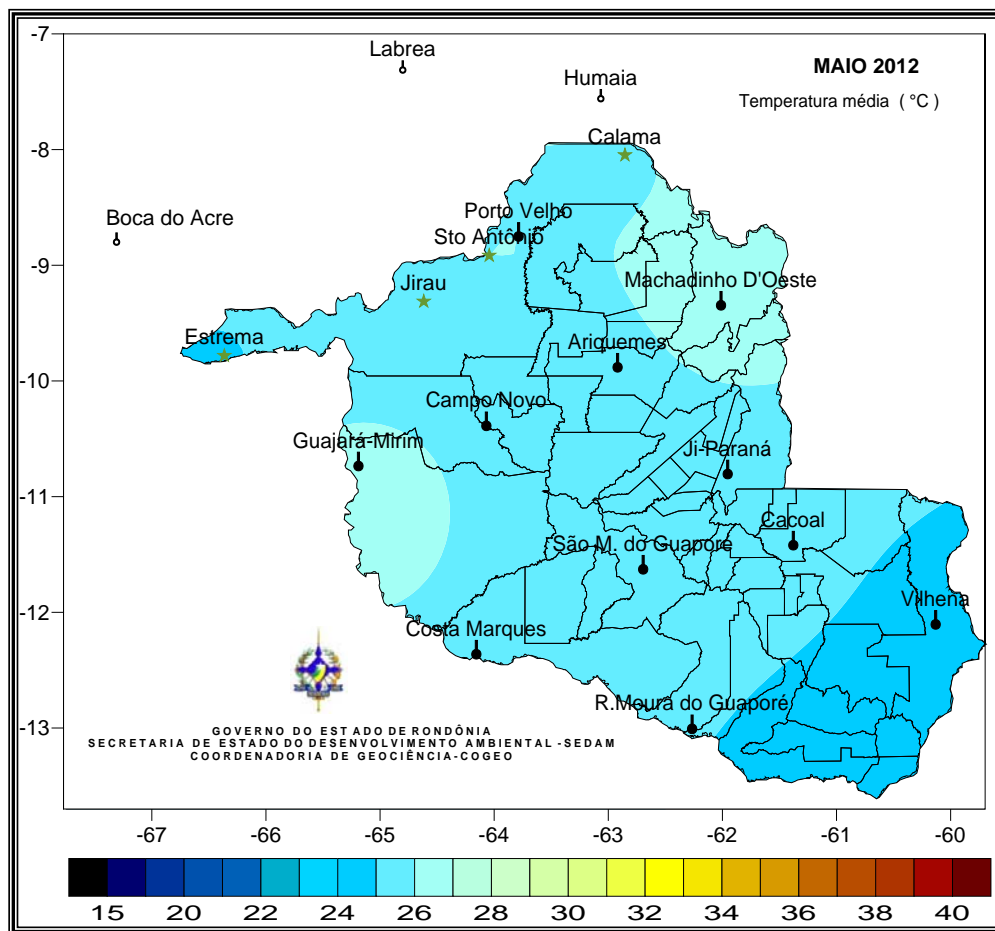 MAIO 2012
Temperatura média ( °C )
-7
-8
-9
-10
-11
-12
-13
Labrea
Humaia
Calama
Boca do Acre
Porto Velho
Sto Antônio
Machadinho D'Oeste
Jirau
Estrema
Ariquemes
Campo Novo
Guajará-Mirim
Ji-Paraná
Cacoal
São M. do Guaporé
Vilhena
Costa Marques
R.Moura do Guaporé
GOVERNO DO ESTADO DE RONDÔNIA
SECRETARIA DE ESTADO DO DESENVOLVIMENTO AMBIENTAL -SEDAM
COORDENADORIA DE GEOCIÊNCIA-COGEO
-67 -66 -65 -64 -63 -62 -61 -60
15 20 22 24 26 28 30 32 34 36 38 40